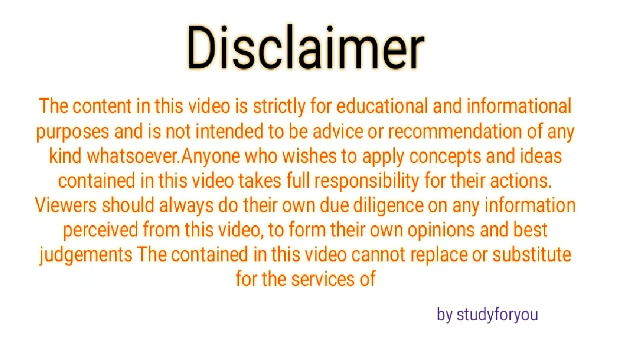 Disclaimer
The content in this video is strictly for educational and informational
purposes and is not intended to be advice or recommendation of any
kind whatsoever.Anyone who wishes to apply concepts and ideas
contained in this video takes full responsibility for their actions.
Viewers should always do their own due diligence on any information
perceived from this video, to form their own opinions and best
judgements The contained in this video cannot replace or substitute
for the services of
by studyforyou